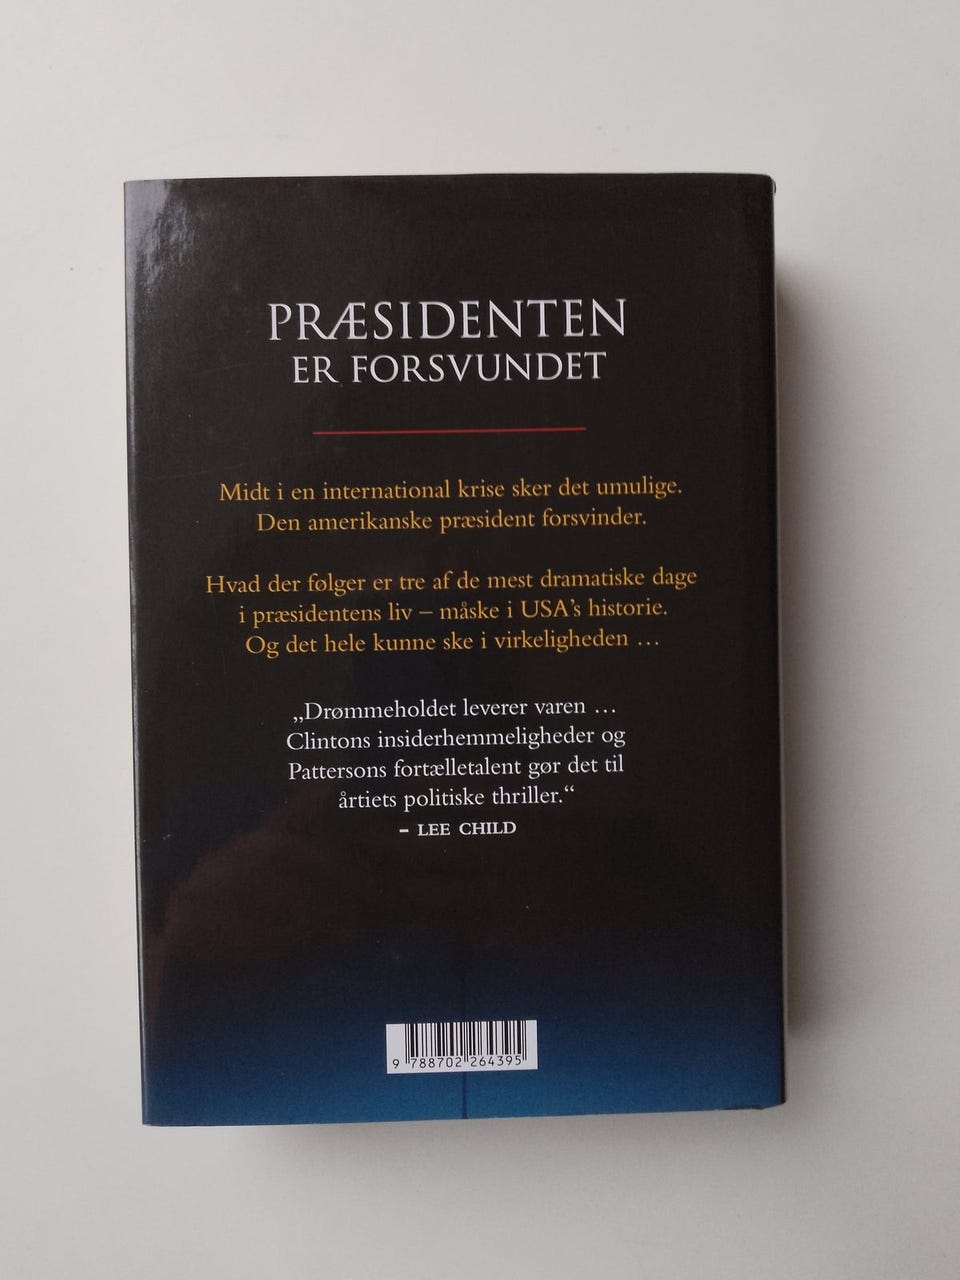 PRÆSIDENTEN
ER FORSVUNDET
Midt i en international krise sker det umulige.
Den amerikanske præsident forsvinder.
Hvad der følger er tre af de mest dramatiske dage
i præsidentens liv – måske i USA's historie.
Og det hele kunne ske i virkeligheden …
„Drømmeholdet leverer varen …
Clintons insiderhemmeligheder og
Pattersons fortælletalent gør det til
årtiets politiske thriller.“
– LEE CHILD
9 788702 264395